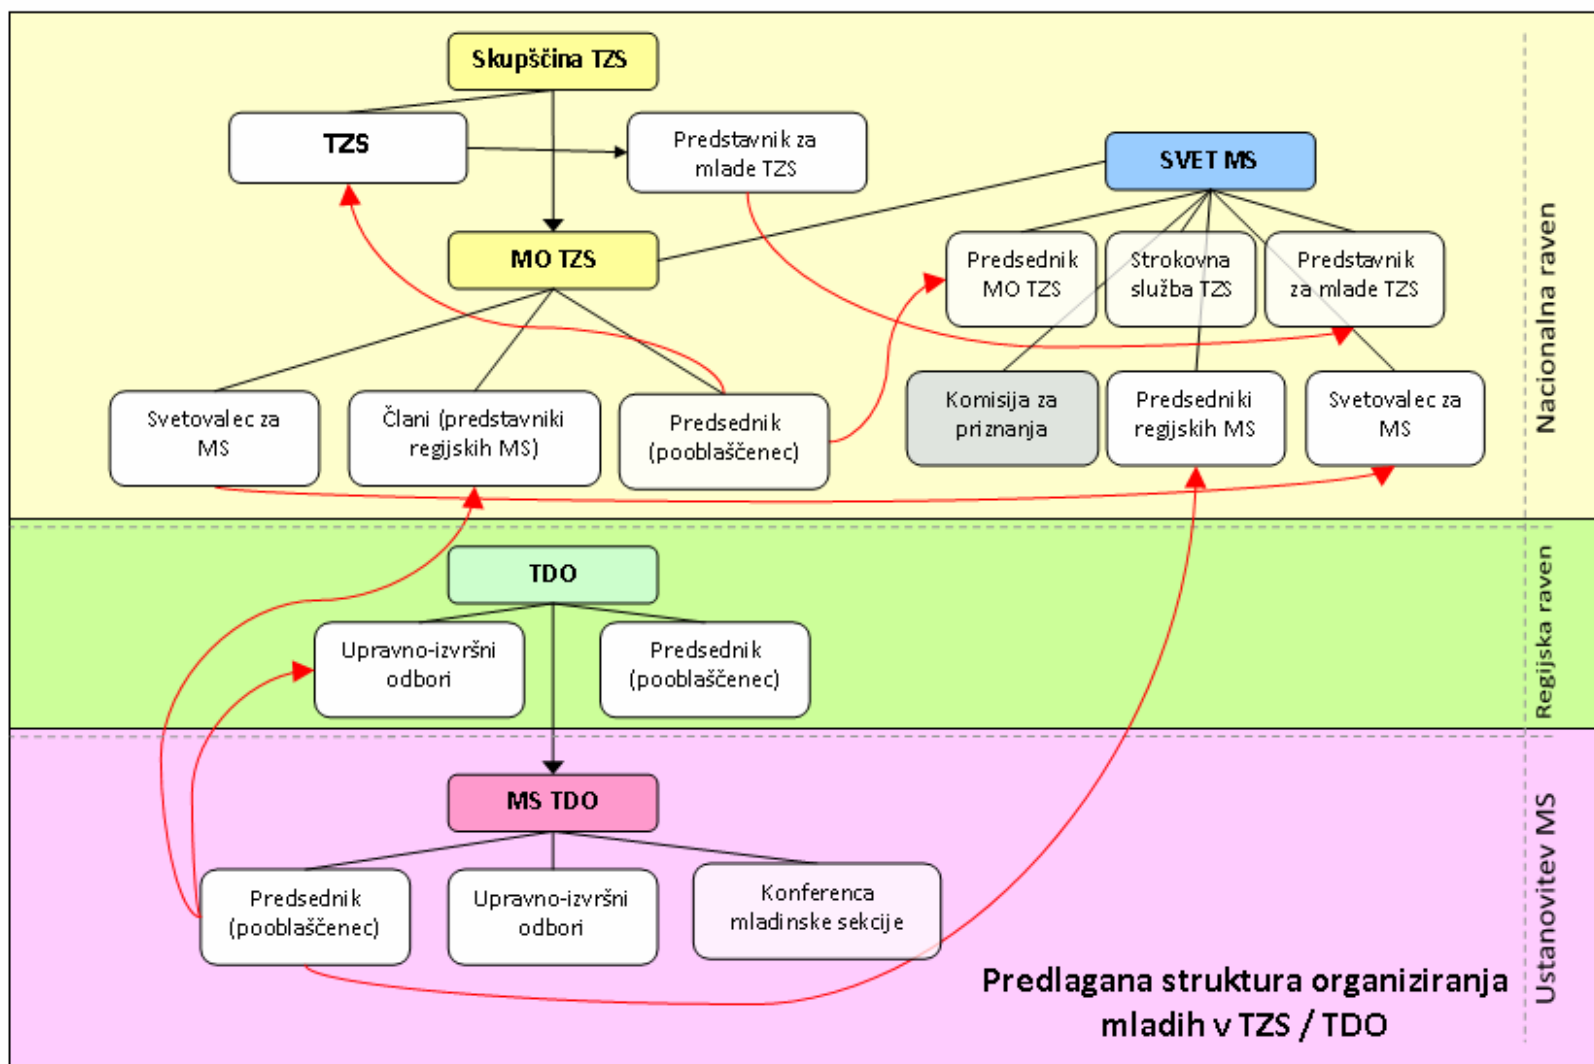 Skupščina TZS
TZS
Predstavnik za
mlade TZS
SVET MS
MO TZS
Predsednik
MO TZS
Strokovna
služba TZS
Predstavnik
za mlade TZS
Svetovalec za
MS
Člani (predstavniki
regijskih MS)
Predsednik
(pooblaščenec)
Komisija za
priznanja
Predsedniki
regijskih MS
Svetovalec za
MS
Nacionalna raven
TDO
Upravno-izvršni
odbori
Predsednik
(pooblaščenec)
Regijska raven
MS TDO
Predsednik
(pooblaščenec)
Upravno-izvršni
odbori
Konferenca
mladinske sekcije
Ustanovitev MS
Predlagana struktura organiziranja
mladih v TZS / TDO